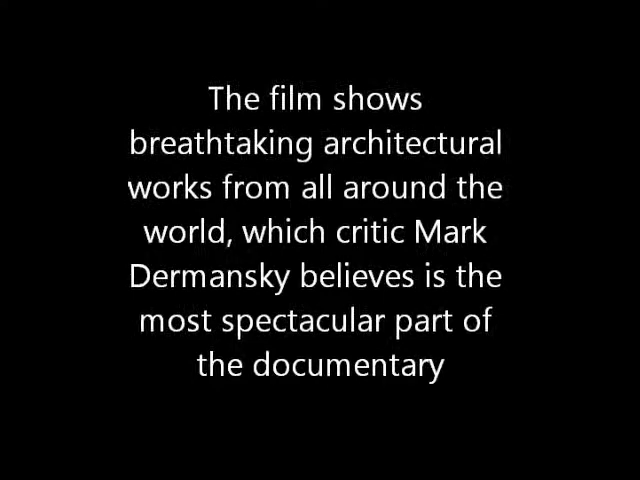 The film shows
breathtaking architectural
works from all around the
world, which critic Mark
Dermansky believes is the
most spectacular part of
the documentary